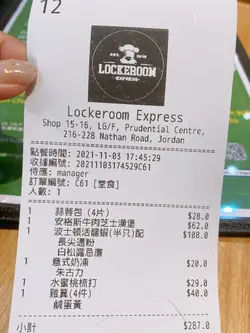 12
LOCKEROOM
EXPRESS
Lockeroom Express
Shop 15-16, LG/F, Prudential Centre,
216-228 Nathan Road, Jordan
點餐時間: 2021-11-03 17:45:29
收據編號: 20211103174529C61
侍應: manager
訂單編號: C61 [堂食]
人數: 1
1 蒜蓉包 (4片) $28.0
1 安格斯牛肉芝士漢堡 $62.0
1 波士頓活龍蝦(半只)配 $108.0
長尖通粉
白松露忌廉
1 意式奶凍 $29.0
朱古力
1 水蜜桃梳打 $20.0
1 雞翼(4件) $40.0
鹹蛋黃
小計 $287.0